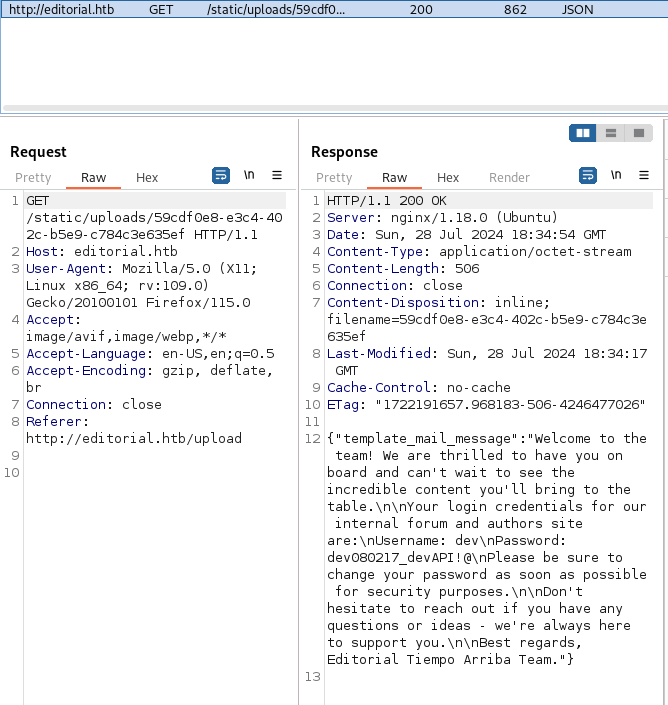 http://editorial.htb GET /static/uploads/59cdf0... 200 862 JSON
Request
Pretty Raw Hex \n
1 GET
/static/uploads/59cdf0e8-e3c4-40
2c-b5e9-c784c3e635ef HTTP/1.1
2 Host: editorial.htb
3 User-Agent: Mozilla/5.0 (X11;
Linux x86_64; rv:109.0)
Gecko/20100101 Firefox/115.0
4 Accept:
image/avif,image/webp,*/*
5 Accept-Language: en-US,en;q=0.5
6 Accept-Encoding: gzip, deflate,
br
7 Connection: close
8 Referer:
http://editorial.htb/upload
9
10
Response
Pretty Raw Hex Render \n
1 HTTP/1.1 200 OK
2 Server: nginx/1.18.0 (Ubuntu)
3 Date: Sun, 28 Jul 2024 18:34:54 GMT
4 Content-Type: application/octet-stream
5 Content-Length: 506
6 Connection: close
7 Content-Disposition: inline;
filename=59cdf0e8-e3c4-402c-b5e9-c784c3e
635ef
8 Last-Modified: Sun, 28 Jul 2024 18:34:17
GMT
9 Cache-Control: no-cache
10 ETag: "1722191657.968183-506-4246477026"
11
12 {"template_mail_message":"Welcome to the
team! We are thrilled to have you on
board and can't wait to see the
incredible content you'll bring to the
table.\n\nYour login credentials for our
internal forum and authors site
are:\nUsername: dev\nPassword:
dev080217_devAPI!@\nPlease be sure to
change your password as soon as possible
for security purposes.\n\nDon't
hesitate to reach out if you have any
questions or ideas - we're always here
to support you.\n\nBest regards,
Editorial Tiempo Arriba Team."}
13